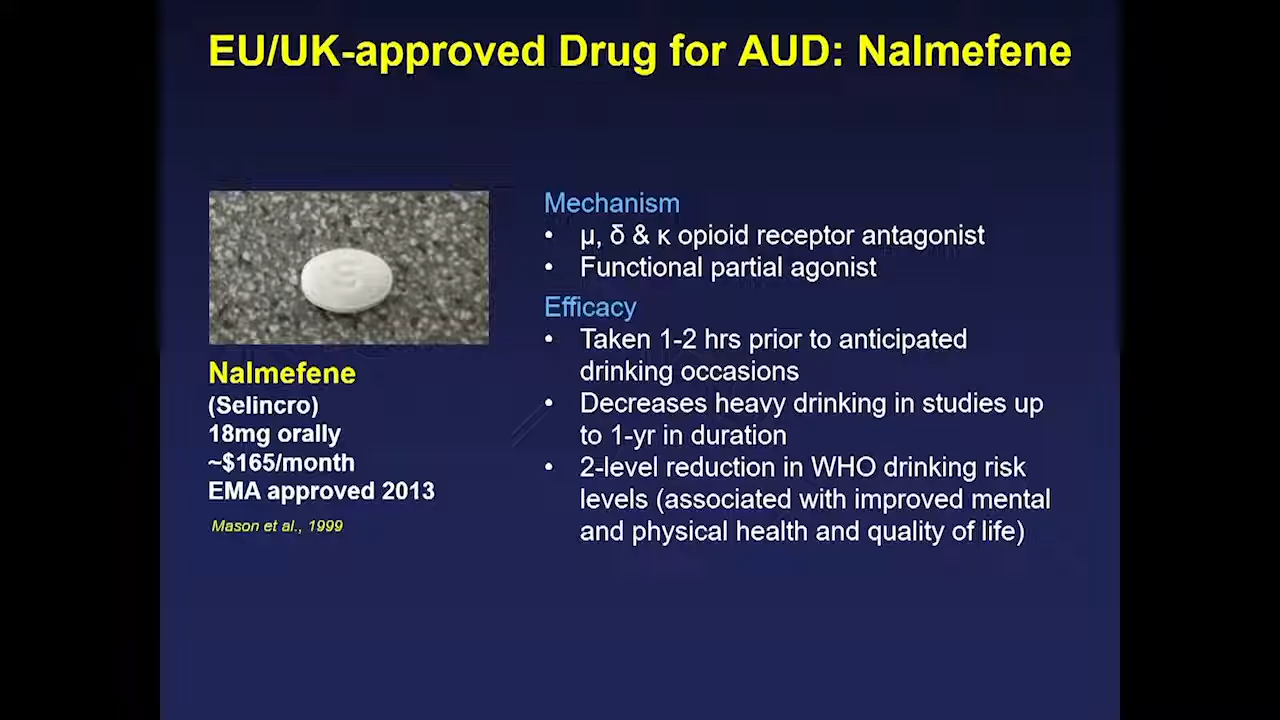 EU/UK-approved Drug for AUD: Nalmefene
Nalmefene
(Selincro)
18mg orally
~$165/month
EMA approved 2013
Mason et al., 1999
Mechanism
• μ, δ & κ opioid receptor antagonist
• Functional partial agonist
Efficacy
• Taken 1-2 hrs prior to anticipated
drinking occasions
• Decreases heavy drinking in studies up
to 1-yr in duration
• 2-level reduction in WHO drinking risk
levels (associated with improved mental
and physical health and quality of life)